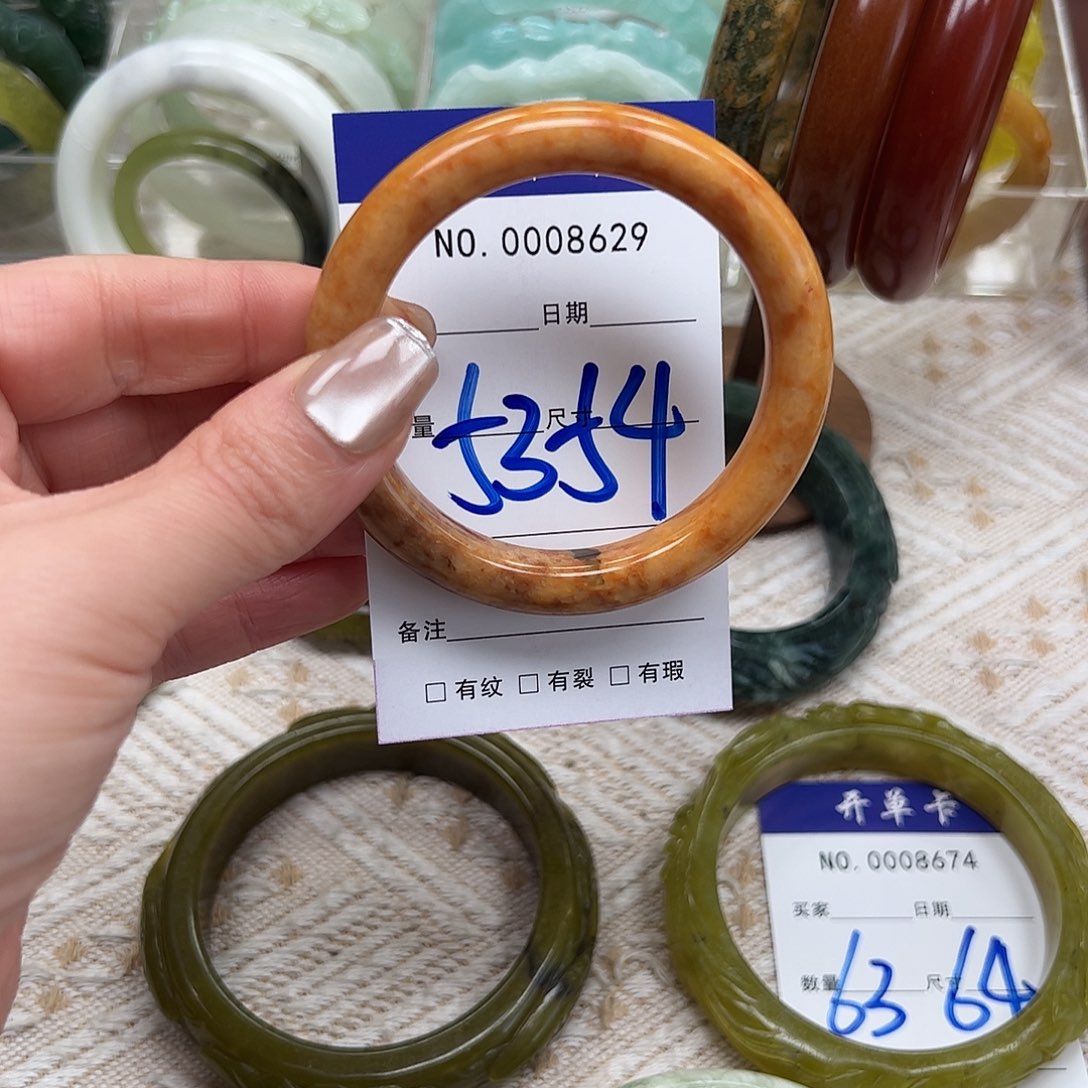 NO. 0008629
日期
量 尺寸
5354
备注
□ 有纹 □ 有裂 □ 有瑕
开单卡
NO. 0008674
买家 日期
数量 尺寸
63 64